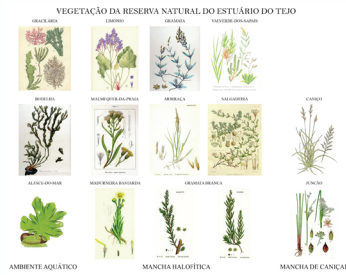 VEGETAÇÃO DA RESERVA NATURAL DO ESTUÁRIO DO TEJO
GRACILÁRIA LIMÓNIO GRAMATA VALVERDE-DOS-SAPAIS
BODELHA MALMEQUER-DA-PRAIA MORRAÇA SALGADEIRA CANIÇO
ALFACE-DO-MAR MADORNEIRA BASTARDA GRAMATA BRANCA JUNCÃO
AMBIENTE AQUÁTICO MANCHA HALOFÍTICA MANCHA DE CANIÇAL